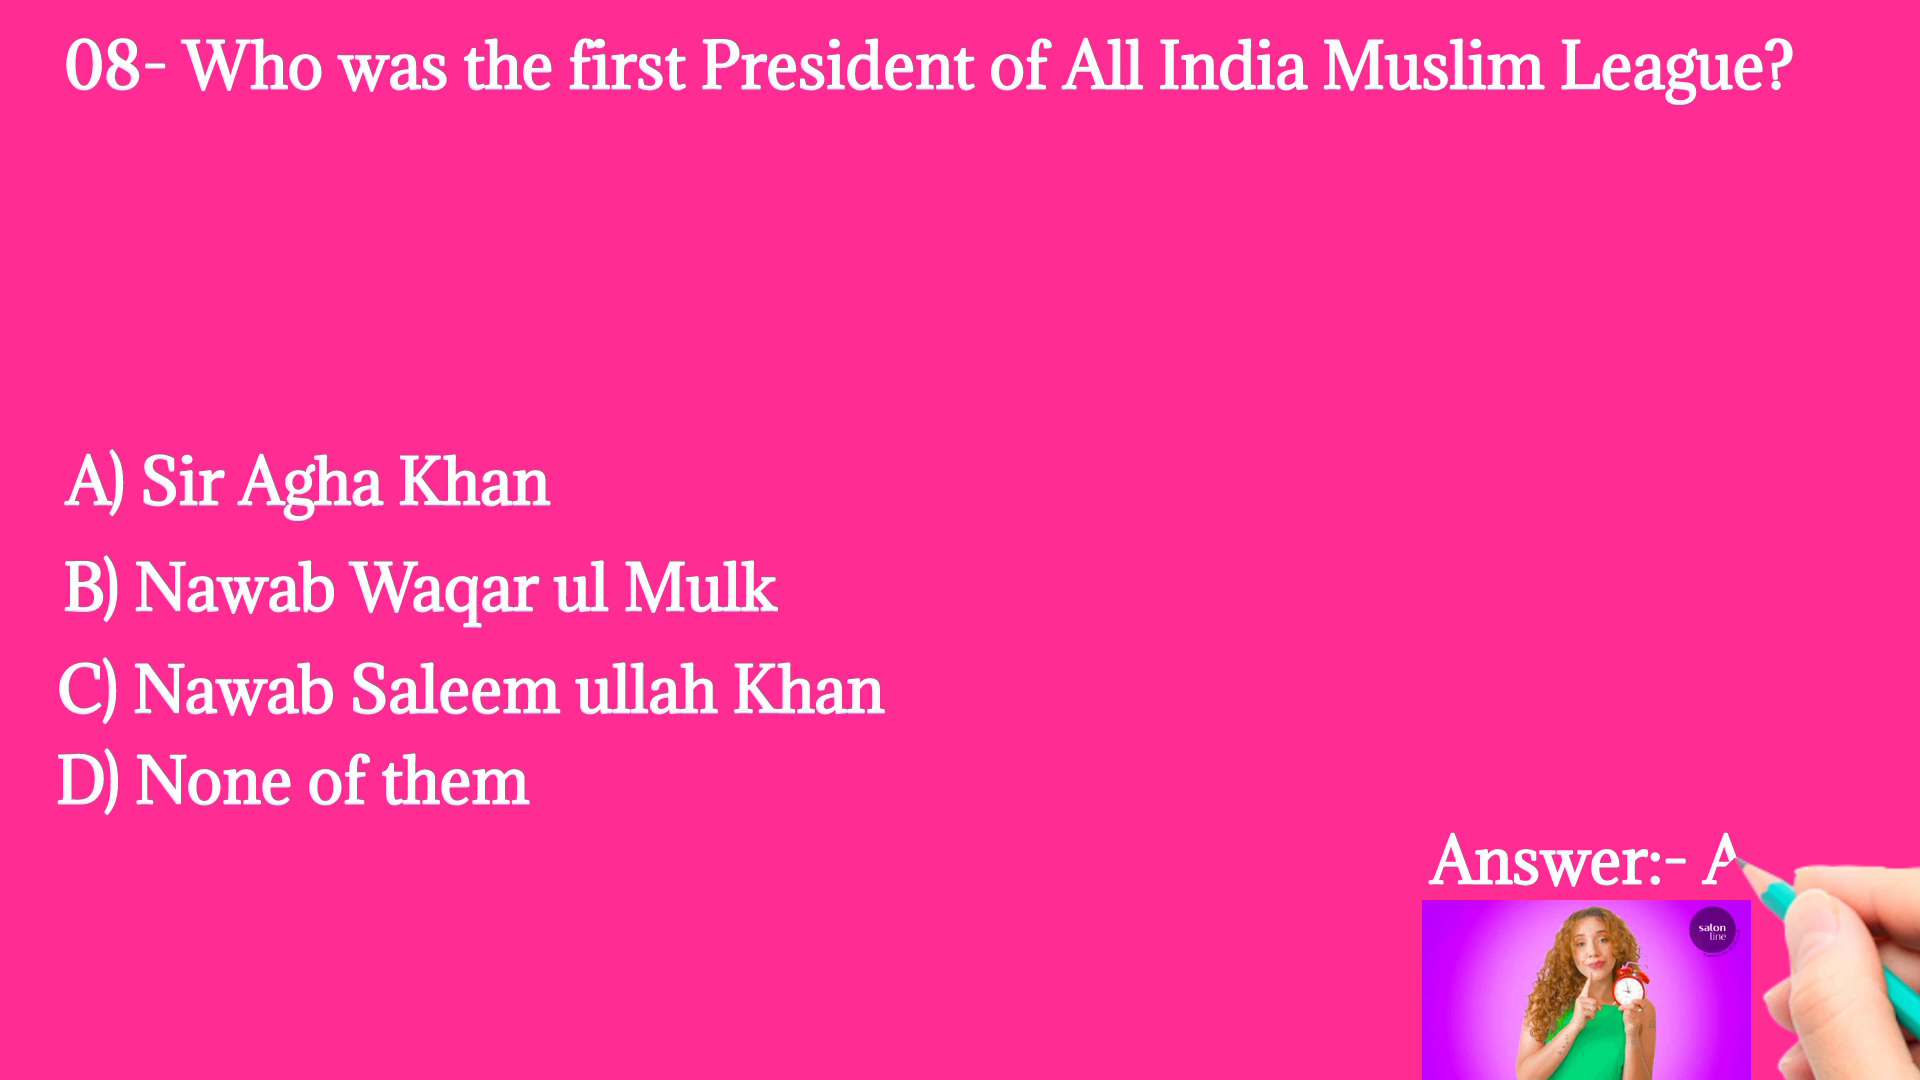 08- Who was the first President of All India Muslim League?
A) Sir Agha Khan
B) Nawab Waqar ul Mulk
C) Nawab Saleem ullah Khan
D) None of them
Answer:- A
salon
line